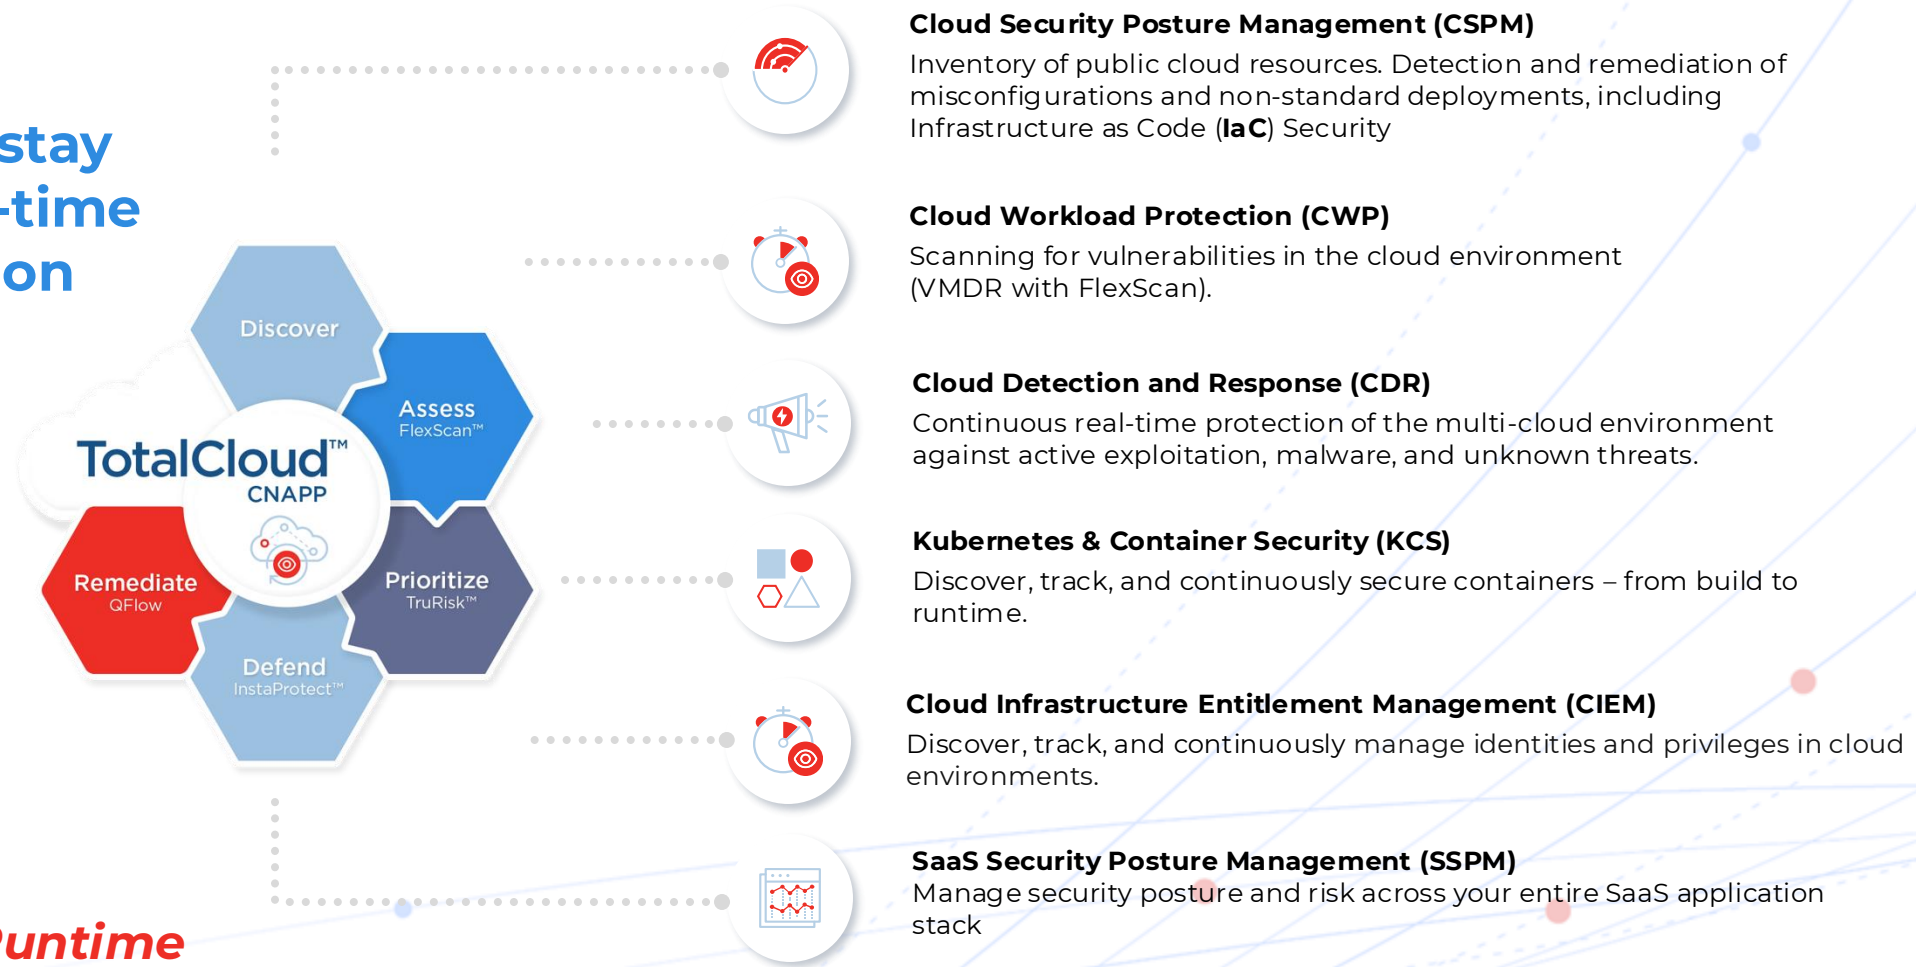 stay
-time
on
Discover
Assess
FlexScan™
TotalCloud™
CNAPP
Remediate
QFlow
Prioritize
TruRisk™
Defend
InstaProtect™
Runtime
Cloud Security Posture Management (CSPM)
Inventory of public cloud resources. Detection and remediation of
misconfigurations and non-standard deployments, including
Infrastructure as Code (IaC) Security
Cloud Workload Protection (CWP)
Scanning for vulnerabilities in the cloud environment
(VMDR with FlexScan).
Cloud Detection and Response (CDR)
Continuous real-time protection of the multi-cloud environment
against active exploitation, malware, and unknown threats.
Kubernetes & Container Security (KCS)
Discover, track, and continuously secure containers – from build to
runtime.
Cloud Infrastructure Entitlement Management (CIEM)
Discover, track, and continuously manage identities and privileges in cloud
environments.
SaaS Security Posture Management (SSPM)
Manage security posture and risk across your entire SaaS application
stack